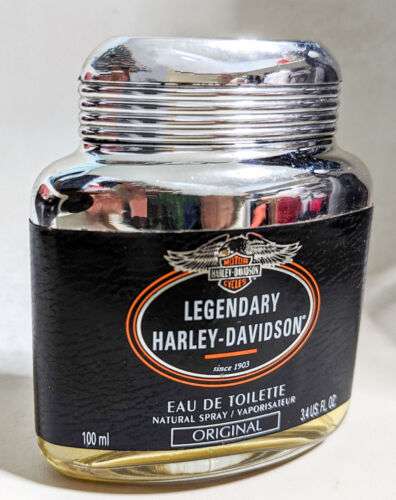 MOTOR
HARLEY-DAVIDSON
CYCLES
LEGENDARY
HARLEY-DAVIDSON
since 1903
EAU DE TOILETTE
NATURAL SPRAY / VAPORISATEUR
100 ml
3.4 US. FL. OZ.
ORIGINAL